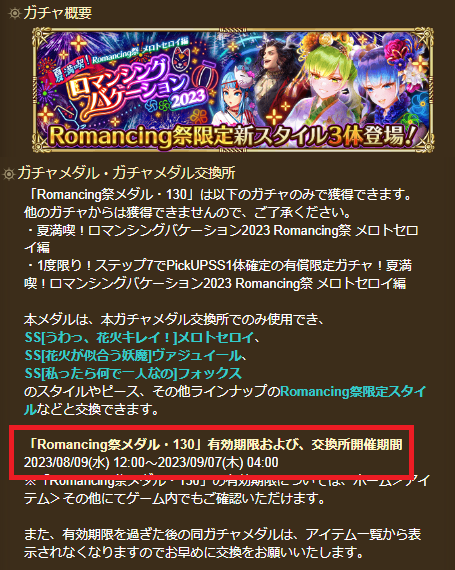 ガチャ概要
夏満喫！ Romancing祭 メロトセロイ編
ロマンシング
バケーション
2023
Romancing祭限定新スタイル3体登場！
ガチャメダル・ガチャメダル交換所
「Romancing祭メダル・130」は以下のガチャのみで獲得できます。
他のガチャからは獲得できませんので、ご了承ください。
・夏満喫！ロマンシングバケーション2023 Romancing祭 メロトセロ
イ編
・1度限り！ステップ7でPickUPSS1体確定の有償限定ガチャ！夏満
喫！ロマンシングバケーション2023 Romancing祭 メロトセロイ編
本メダルは、本ガチャメダル交換所でのみ使用でき、
SS[うわっ、花火キレイ！]メロトセロイ、
SS[花火が似合う妖魔]ヴァジュイール、
SS[私ったら何で一人なの]フォックス
のスタイルやピース、その他ラインナップのRomancing祭限定スタイ
ルなどと交換できます。
「Romancing祭メダル・130」有効期限および、交換所開催期間
2023/08/09(水) 12:00～2023/09/07(木) 04:00
※「Romancing祭メダル・130」の有効期限については、ホーム>アイ
テム>その他にてゲーム内でもご確認いただけます。
また、有効期限を過ぎた後の同ガチャメダルは、アイテム一覧から表
示されなくなりますのでお早めに交換をお願いいたします。